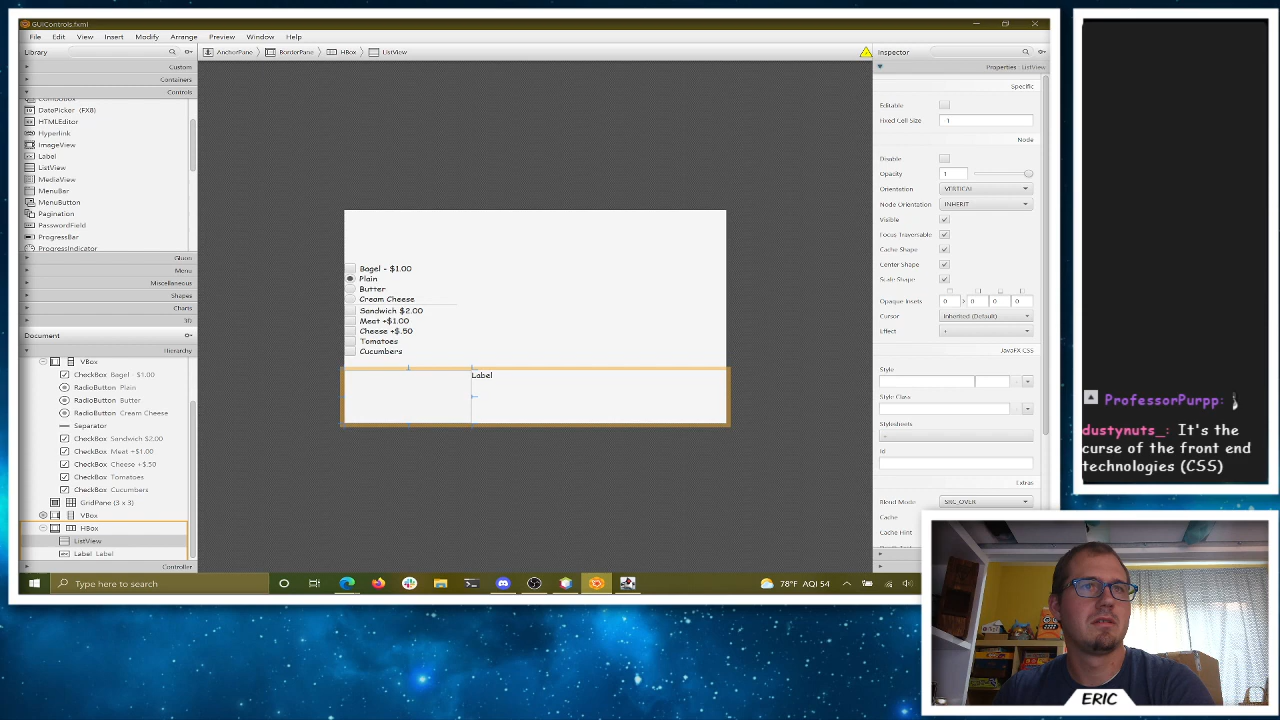 GUIControls.fxml
File Edit View Insert Modify Arrange Preview Window Help
Library
AnchorPane BorderPane HBox ListView
Inspector
Custom
Containers
Controls
DatePicker (FX8)
HTMLEditor
Hyperlink
ImageView
Label
ListView
MediaView
MenuBar
MenuButton
Pagination
PasswordField
ProgressBar
ProgressIndicator
Gluon
Menu
Miscellaneous
Shapes
Charts
3D
Document
Hierarchy
VBox
CheckBox Bagel - $1.00
RadioButton Plain
RadioButton Butter
RadioButton Cream Cheese
Separator
CheckBox Sandwich $2.00
CheckBox Meat +$1.00
CheckBox Cheese +$.50
CheckBox Tomatoes
CheckBox Cucumbers
GridPane (3 x 3)
VBox
HBox
ListView
Label Label
Controller
Bagel - $1.00
Plain
Butter
Cream Cheese
Sandwich $2.00
Meat +$1.00
Cheese +$.50
Tomatoes
Cucumbers
Label
Properties : ListView
Specific
Editable
Fixed Cell Size -1
Node
Disable
Opacity 1
Orientation VERTICAL
Node Orientation INHERIT
Visible
Focus Traversable
Cache Shape
Center Shape
Scale Shape
Opaque Insets 0 0 0 0
Cursor Inherited (Default)
Effect +
JavaFX CSS
Style
Style Class
Stylesheets
Id
Extras
Blend Mode SRC_OVER
Cache
Cache Hint
Type here to search
78°F AQI 54
ProfessorPurpp: ;
dustynuts_: It's the
curse of the front end
technologies (CSS)
ERIC